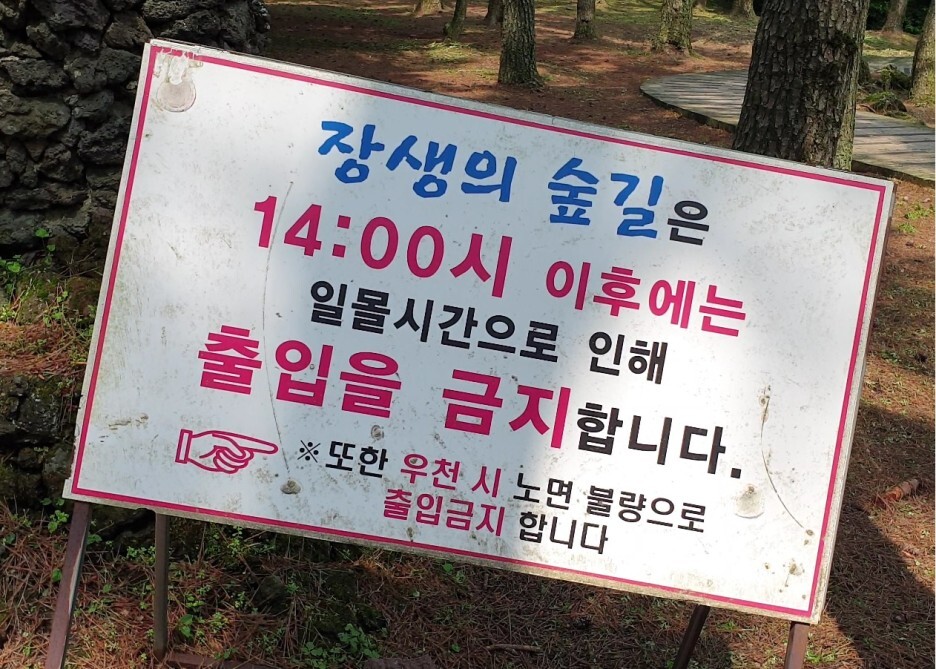 장생의 숲길은
14:00시 이후에는
일몰시간으로 인해
출입을 금지합니다.
※또한 우천 시 노면 불량으로
출입금지 합니다